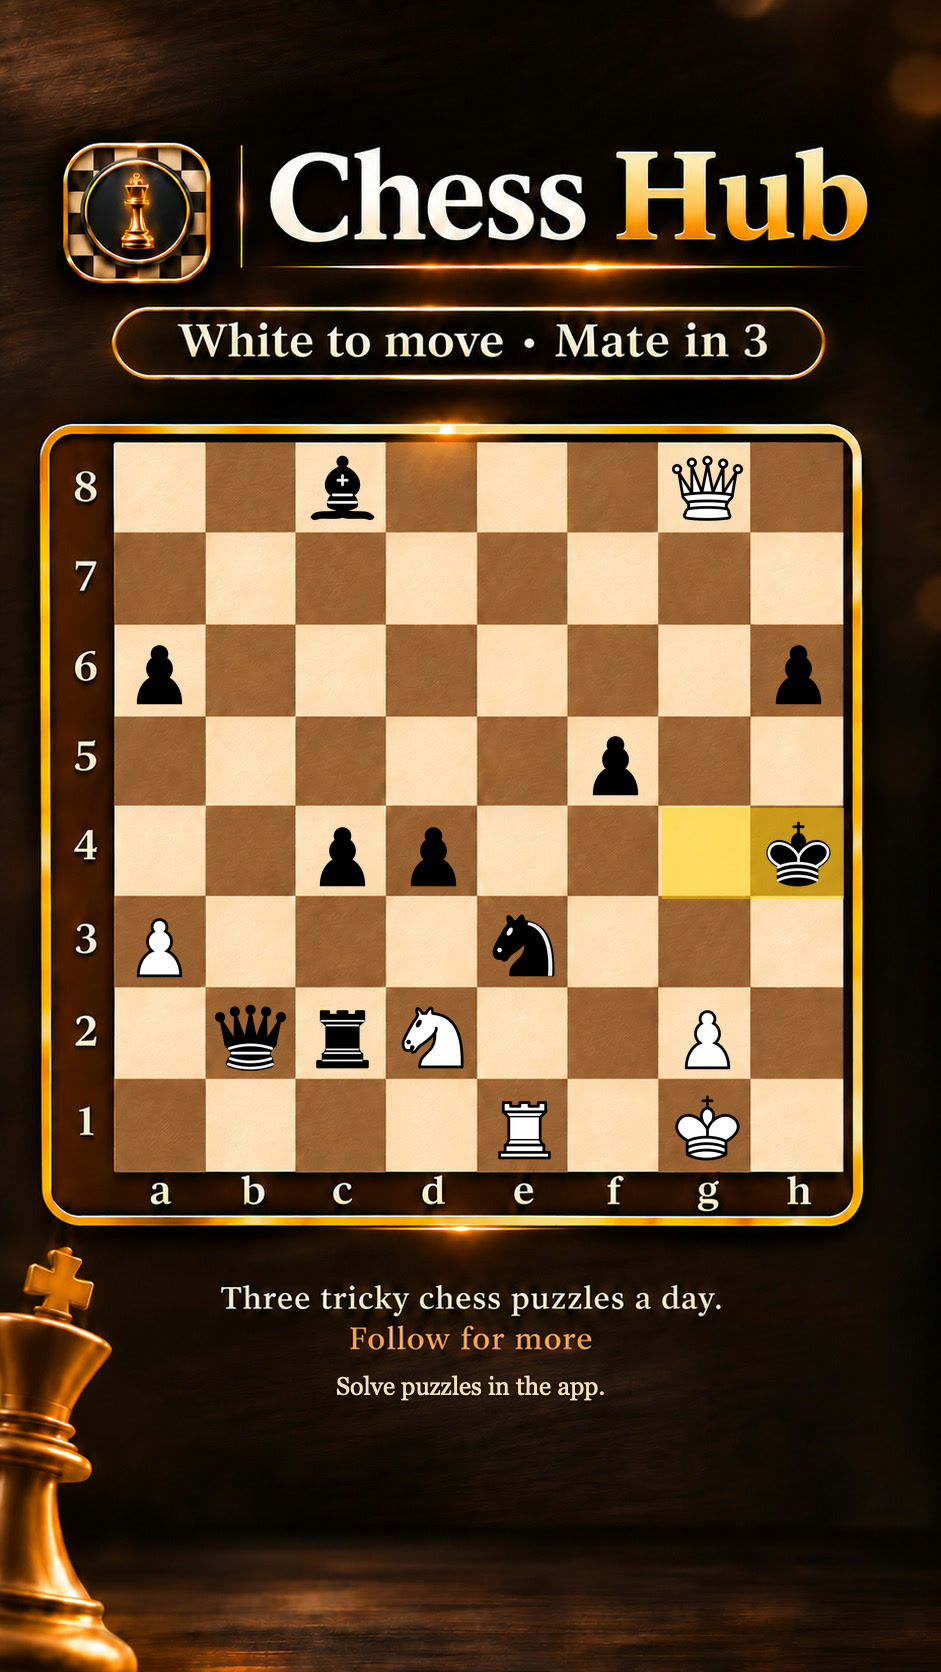 Chess Hub
White to move • Mate in 3
8
7
6
5
4
3
2
1
a b c d e f g h
Three tricky chess puzzles a day.
Follow for more
Solve puzzles in the app.